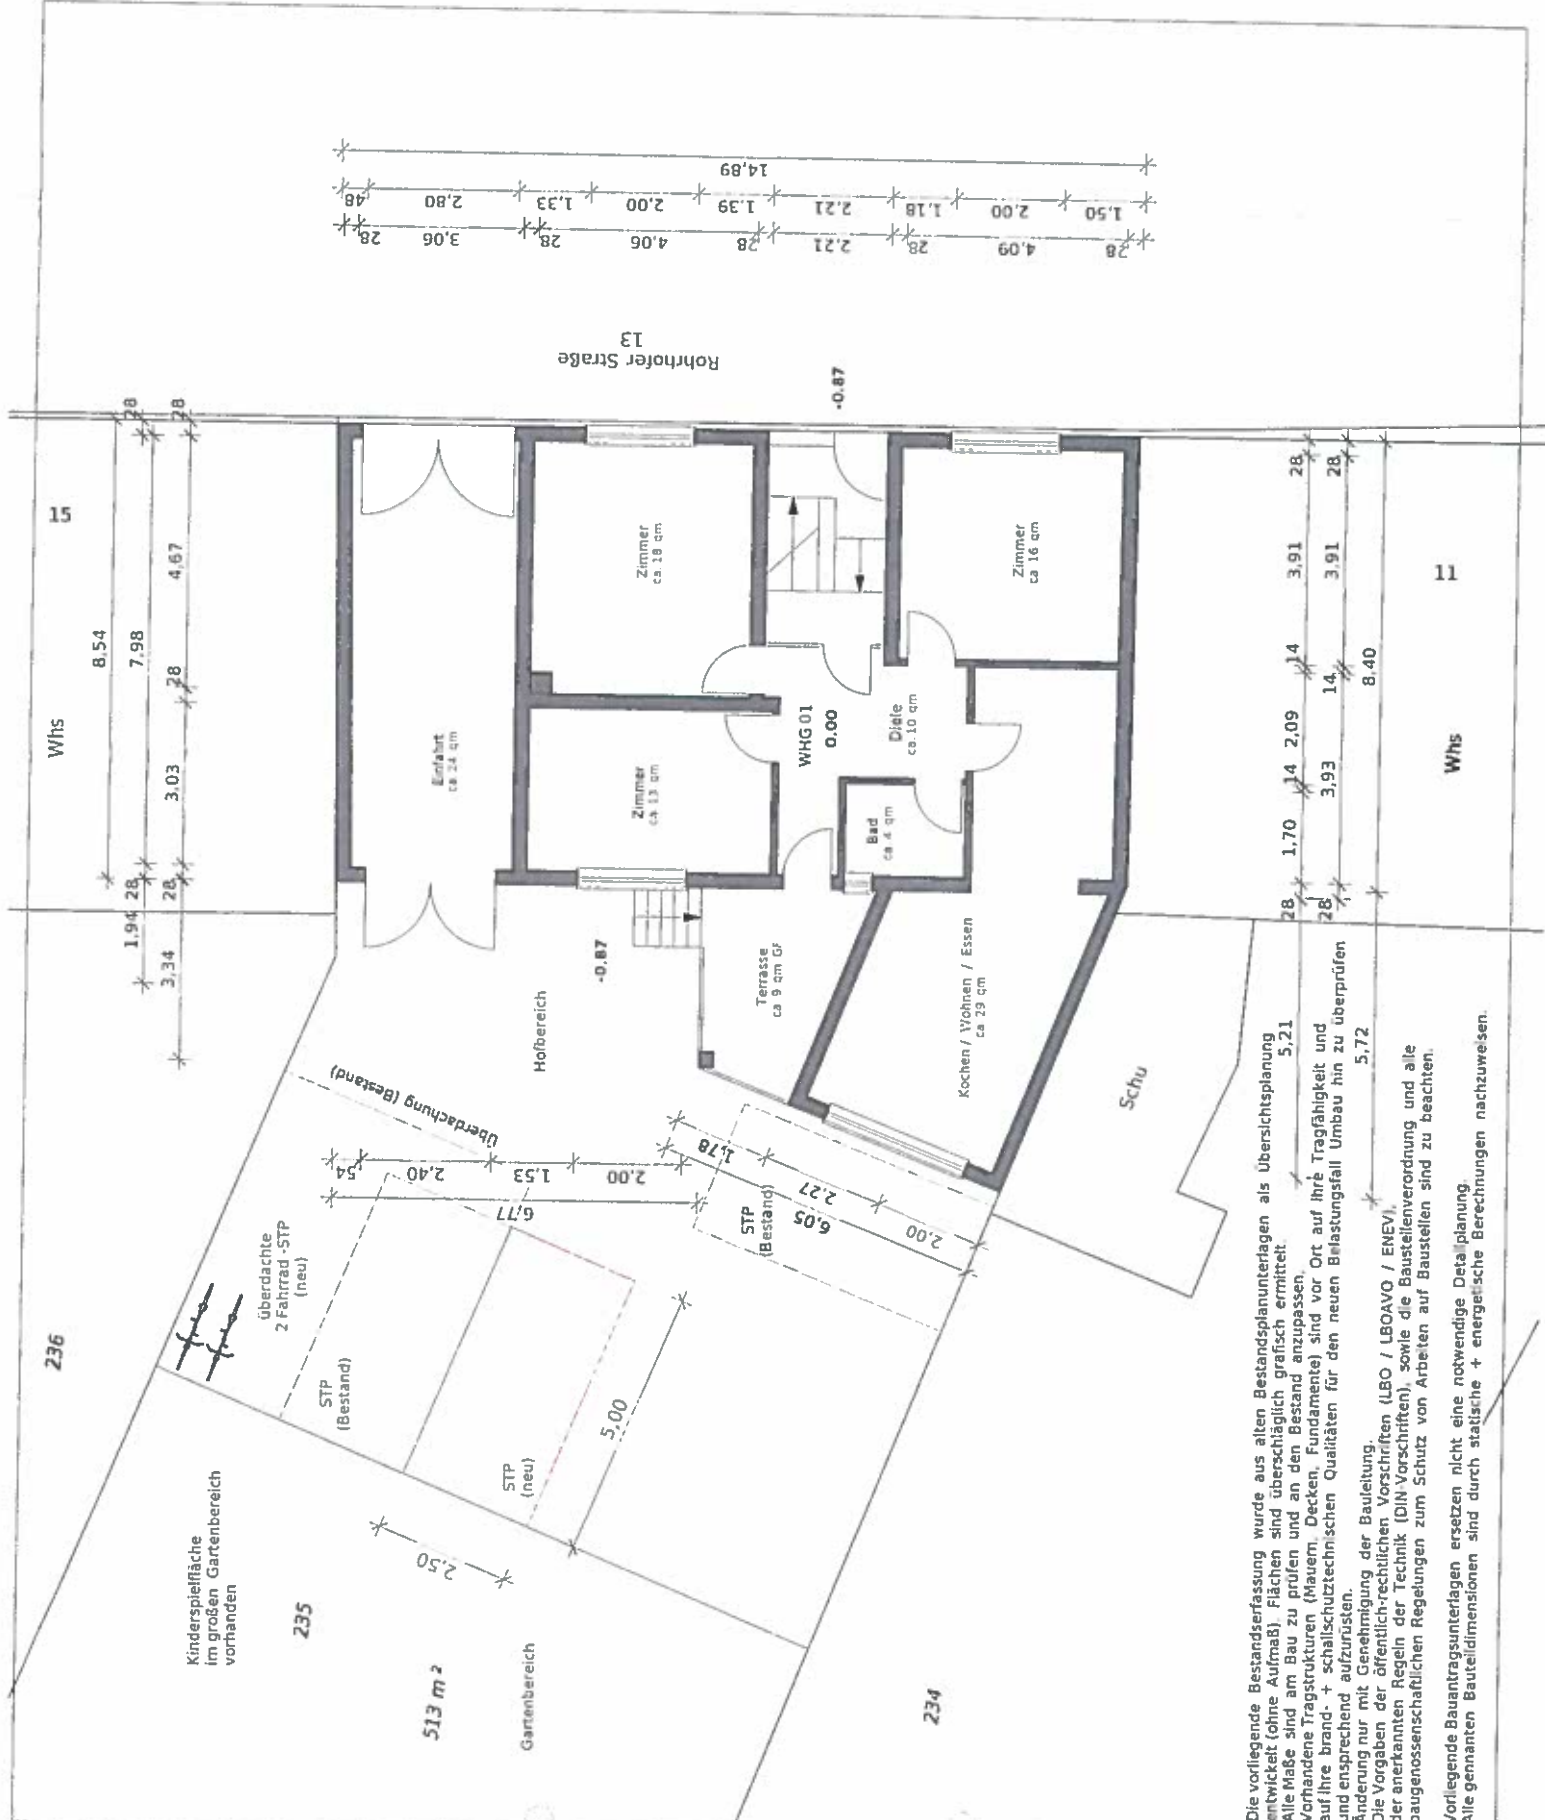 14,89
48
2,80
1,33
2,00
1,39
2,21
1,18
2,00
1,50
28
3,06
28
4,06
28
2,21
28
4,09
28
Rohrhofer Straße
13
-0.87
15
Whs
8,54
28
7,98
28
1,94
28
4,67
28
3,03
28
3,34
Einfahrt
ca 24 qm
Zimmer
ca. 18 qm
Zimmer
ca 16 qm
Zimmer
ca 13 qm
WHG 01
0.00
Diele
ca 10 qm
Bad
ca 4 qm
Terrasse
ca 9 qm GF
Kochen / Wohnen / Essen
ca 29 qm
-0.87
Hofbereich
Überdachung (Bestand)
54
2,40
1,53
2,00
6,77
1,78
2,27
2,00
6,05
STP
(Bestand)
überdachte
2 Fahrrad -STP
(neu)
STP
(Bestand)
STP
(neu)
5,00
2,50
Kinderspielfläche
im großen Gartenbereich
vorhanden
236
235
513 m²
Gartenbereich
234
Schu
11
Whs
28
3,91
14
2,09
14
1,70
28
5,21
28
3,91
14
3,93
28
8,40
5,72
Die vorliegende Bestandserfassung wurde aus alten Bestandsplanunterlagen als Übersichtsplanung
entwickelt (ohne Aufmaß). Flächen sind überschläglich grafisch ermittelt.
Alle Maße sind am Bau zu prüfen und an den Bestand anzupassen.
Vorhandene Tragstrukturen (Mauern, Decken, Fundamente) sind vor Ort auf ihre Tragfähigkeit und
auf ihre brand- + schallschutztechnischen Qualitäten für den neuen Belastungsfall Umbau hin zu überprüfen
und ensprechend aufzurüsten.
Änderung nur mit Genehmigung der Bauleitung.
Die Vorgaben der öffentlich-rechtlichen Vorschriften (LBO / LBOAVO / ENEV),
der anerkannten Regeln der Technik (DIN-Vorschriften), sowie die Baustellenverordnung und alle
baugenossenschaftlichen Regelungen zum Schutz von Arbeiten auf Baustellen sind zu beachten.
Vorliegende Bauantragsunterlagen ersetzen nicht eine notwendige Detailplanung.
Alle genannten Bauteildimensionen sind durch statische + energetische Berechnungen nachzuweisen.